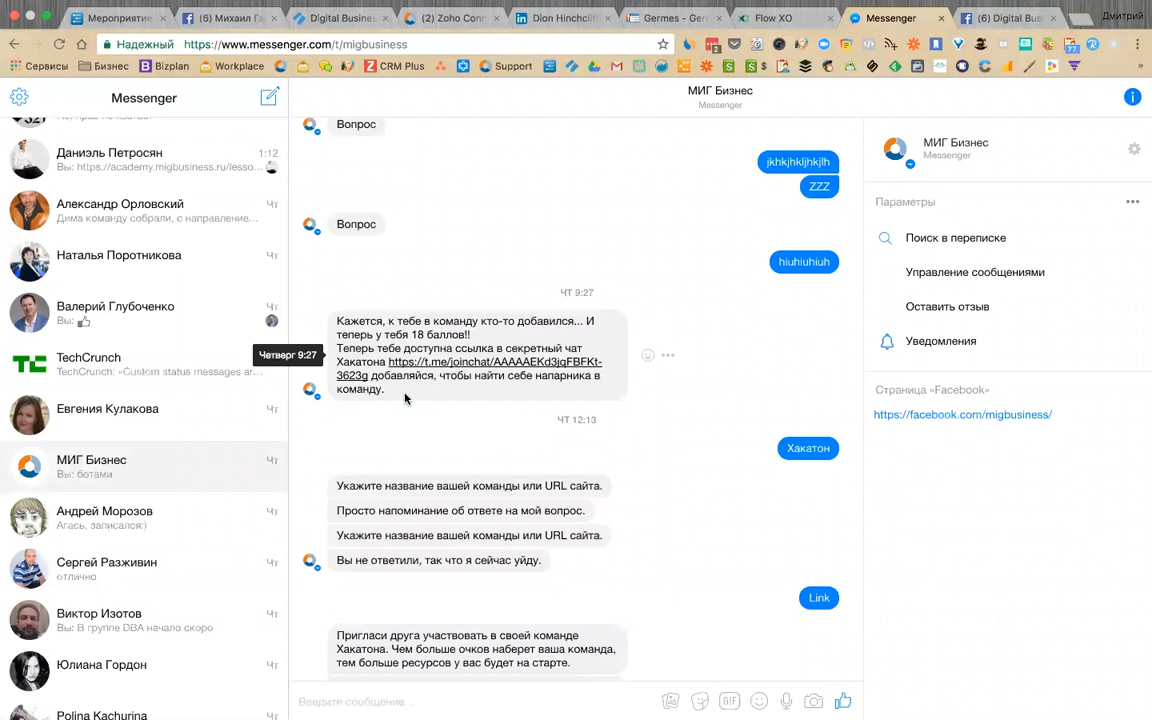 Мероприятие
(6) Михаил Га
Digital Busines
(2) Zoho Conn
Dion Hinchcliff
Germes - Ger
Flow XO
Messenger
(6) Digital Bus
Дмитрий
Надежный
https://www.messenger.com/t/migbusiness
Сервисы
Бизнес
Bizplan
Workplace
CRM Plus
Support
Messenger
МИГ Бизнес
Messenger
Даниэль Петросян
1:12
Вы: https://academy.migbusiness.ru/lesso...
Александр Орловский
Чт
Дима команду собрали, с направление...
Наталья Поротникова
Чт
Валерий Глубоченко
Чт
Вы:
TechCrunch
Чт
TechCrunch: «Custom status messages ar...
Евгения Кулакова
Чт
МИГ Бизнес
Чт
Вы: ботами
Андрей Морозов
Чт
Агась, записался:)
Сергей Разживин
Чт
отлично
Виктор Изотов
Чт
Вы: В группе DBA начало скоро
Юлиана Гордон
Чт
Polina Kachurina
Чт
Вопрос
jkhkjhkljhkjlh
ZZZ
Вопрос
hiuhiuhiuh
ЧТ 9:27
Кажется, к тебе в команду кто-то добавился... И
теперь у тебя 18 баллов!!
Теперь тебе доступна ссылка в секретный чат
Хакатона https://t.me/joinchat/AAAAAEKd3jgFBFKt-
3623g добавляйся, чтобы найти себе напарника в
команду.
Четверг 9:27
ЧТ 12:13
Хакатон
Укажите название вашей команды или URL сайта.
Просто напоминание об ответе на мой вопрос.
Укажите название вашей команды или URL сайта.
Вы не ответили, так что я сейчас уйду.
Link
Пригласи друга участвовать в своей команде
Хакатона. Чем больше очков наберет ваша команда,
тем больше ресурсов у вас будет на старте.
Введите сообщение...
GIF
МИГ Бизнес
Messenger
Параметры
Поиск в переписке
Управление сообщениями
Оставить отзыв
Уведомления
Страница «Facebook»
https://facebook.com/migbusiness/